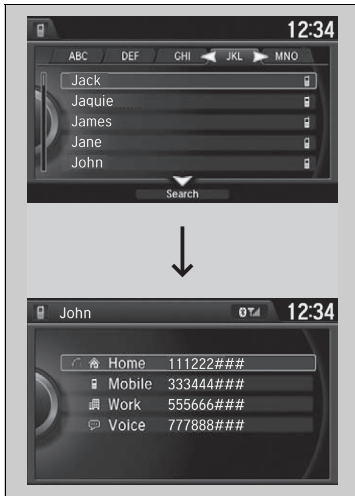 12:34
ABC DEF GHI JKL MNO
Jack
Jaquie
James
Jane
John
Search
John 12:34
Home 111222###
Mobile 333444###
Work 555666###
Voice 777888###